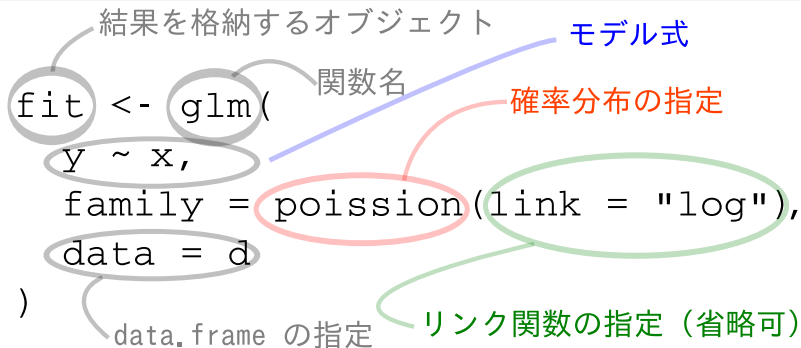 結果を格納するオブジェクト
モデル式
関数名
fit <- glm(
確率分布の指定
y ~ x,
family = poission(link = "log"),
data = d
)
リンク関数の指定（省略可）
data.frame の指定